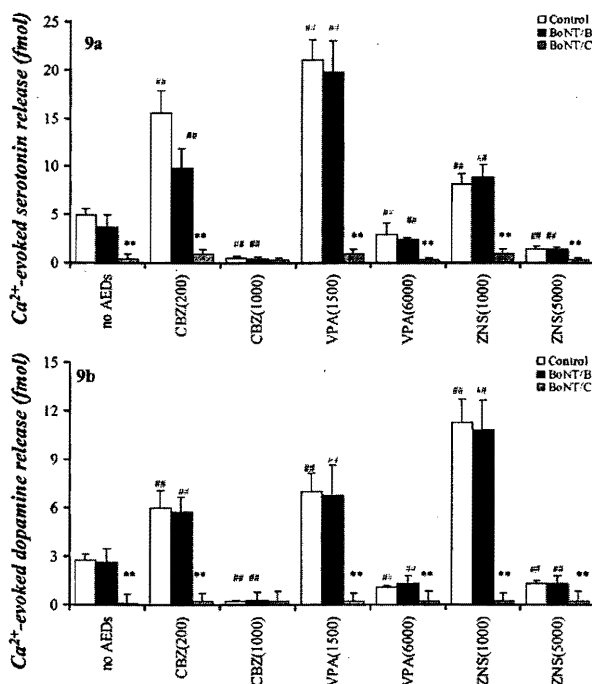 9a
Control
BoNT/B
BoNT/C
Ca²⁺-evoked serotonin release (fmol)
25
20
15
10
5
0
## ## ** ## ## ** ## ## ** ## ## ** ## ## ** ## ## **
**
no AEDs
CBZ(200)
CBZ(1000)
VPA(1500)
VPA(6000)
ZNS(1000)
ZNS(5000)
9b
Control
BoNT/B
BoNT/C
Ca²⁺-evoked dopamine release (fmol)
15
12
9
6
3
0
** ## ## ** ## ## ## ## ** ## ## ** ## ## ** ## ## **
no AEDs
CBZ(200)
CBZ(1000)
VPA(1500)
VPA(6000)
ZNS(1000)
ZNS(5000)